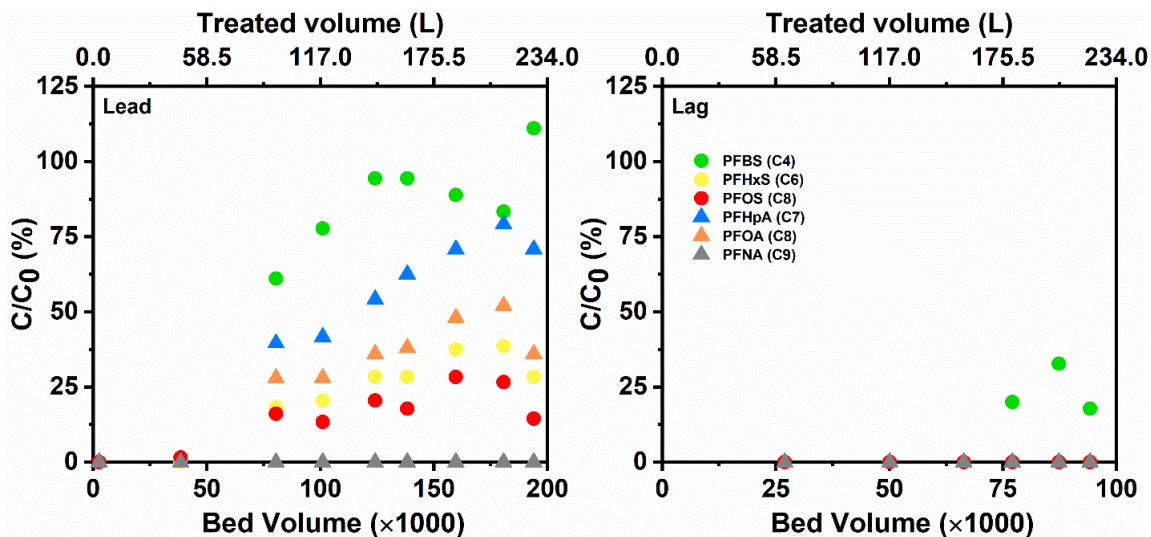 Treated volume (L)
0.0 58.5 117.0 175.5 234.0
125
100
75
50
25
0
C/C0 (%)
Lead
0 50 100 150 200
Bed Volume (×1000)
Treated volume (L)
0.0 58.5 117.0 175.5 234.0
125
100
75
50
25
0
C/C0 (%)
Lag
PFBS (C4)
PFHxS (C6)
PFOS (C8)
PFHpA (C7)
PFOA (C8)
PFNA (C9)
0 25 50 75 100
Bed Volume (×1000)